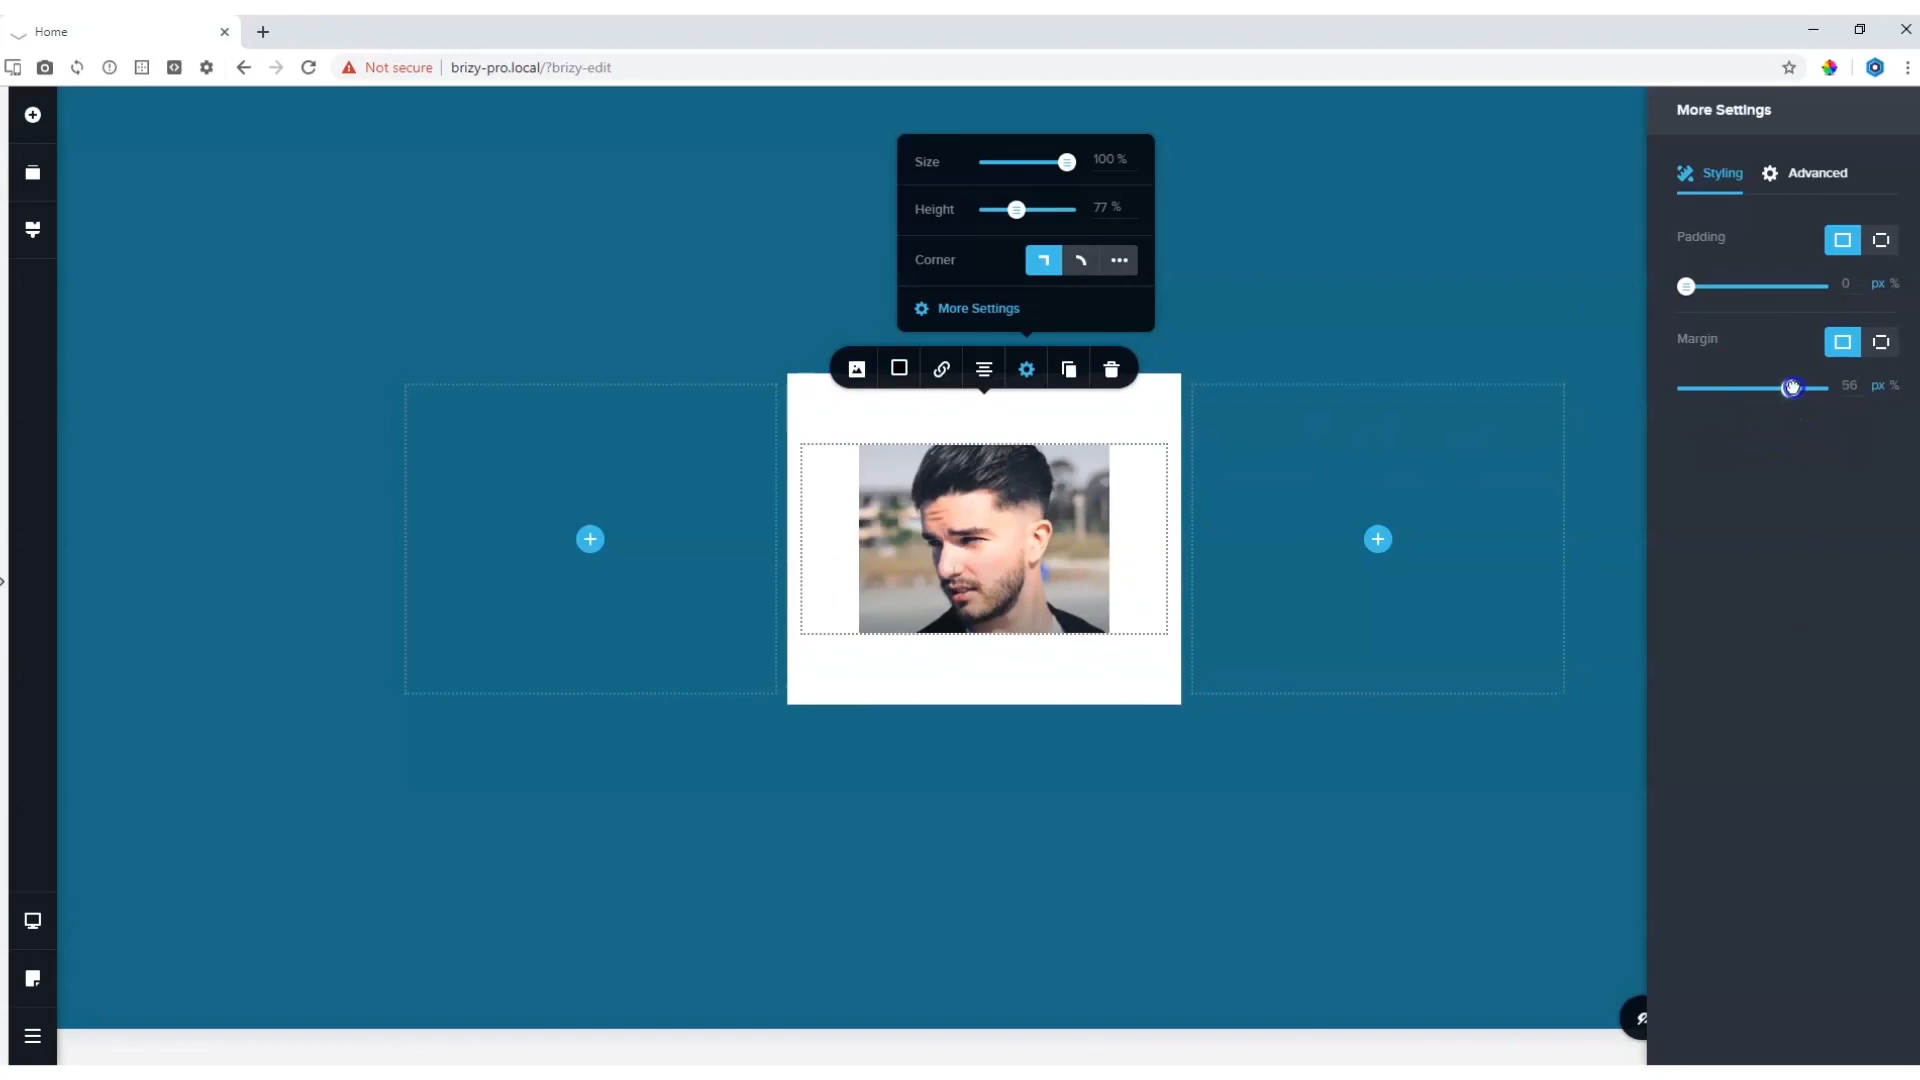 Home
Not secure
brizy-pro.local/?brizy-edit
More Settings
Styling
Advanced
Size
100 %
Height
77 %
Corner
More Settings
Padding
0
px %
Margin
56
px %